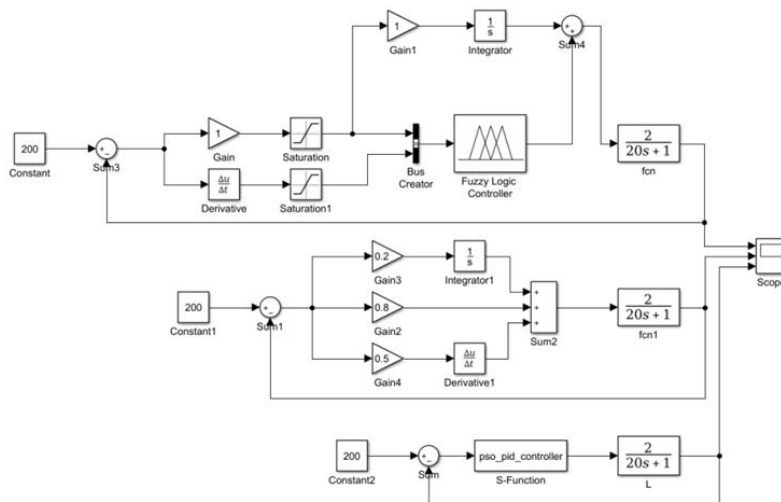 1
Gain1
1
s
Integrator
+
+
Sum4
200
Constant
+
−
Sum3
1
Gain
Saturation
Δu
Δt
Derivative
Saturation1
Bus
Creator
Fuzzy Logic
Controller
2
20s + 1
fcn
Scope
200
Constant1
+
−
Sum1
0.2
Gain3
1
s
Integrator1
0.8
Gain2
0.5
Gain4
Δu
Δt
Derivative1
+
+
+
Sum2
2
20s + 1
fcn1
200
Constant2
+
−
Sum
pso_pid_controller
S-Function
2
20s + 1
L